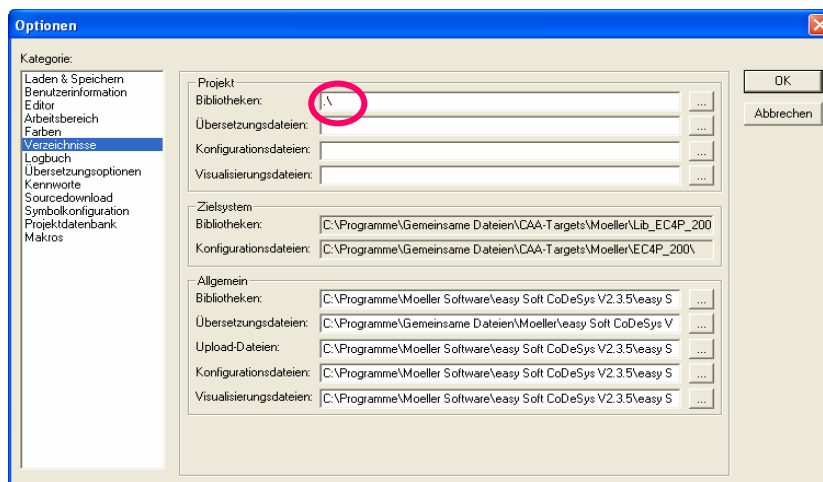 Optionen
Kategorie:
Laden & Speichern
Benutzerinformation
Editor
Arbeitsbereich
Farben
Verzeichnisse
Logbuch
Übersetzungsoptionen
Kennworte
Sourcedownload
Symbolkonfiguration
Projektdatenbank
Makros
Projekt
Bibliotheken: .\ ...
Übersetzungsdateien: ...
Konfigurationsdateien: ...
Visualisierungsdateien: ...
Zielsystem
Bibliotheken: C:\Programme\Gemeinsame Dateien\CAA-Targets\Moeller\Lib_EC4P_200
Konfigurationsdateien: C:\Programme\Gemeinsame Dateien\CAA-Targets\Moeller\EC4P_200\
Allgemein
Bibliotheken: C:\Programme\Moeller Software\easy Soft CoDeSys V2.3.5\easy S ...
Übersetzungsdateien: C:\Programme\Gemeinsame Dateien\Moeller\easy Soft CoDeSys V ...
Upload-Dateien: C:\Programme\Moeller Software\easy Soft CoDeSys V2.3.5\easy S ...
Konfigurationsdateien: C:\Programme\Moeller Software\easy Soft CoDeSys V2.3.5\easy S ...
Visualisierungsdateien: C:\Programme\Moeller Software\easy Soft CoDeSys V2.3.5\easy S ...
OK
Abbrechen